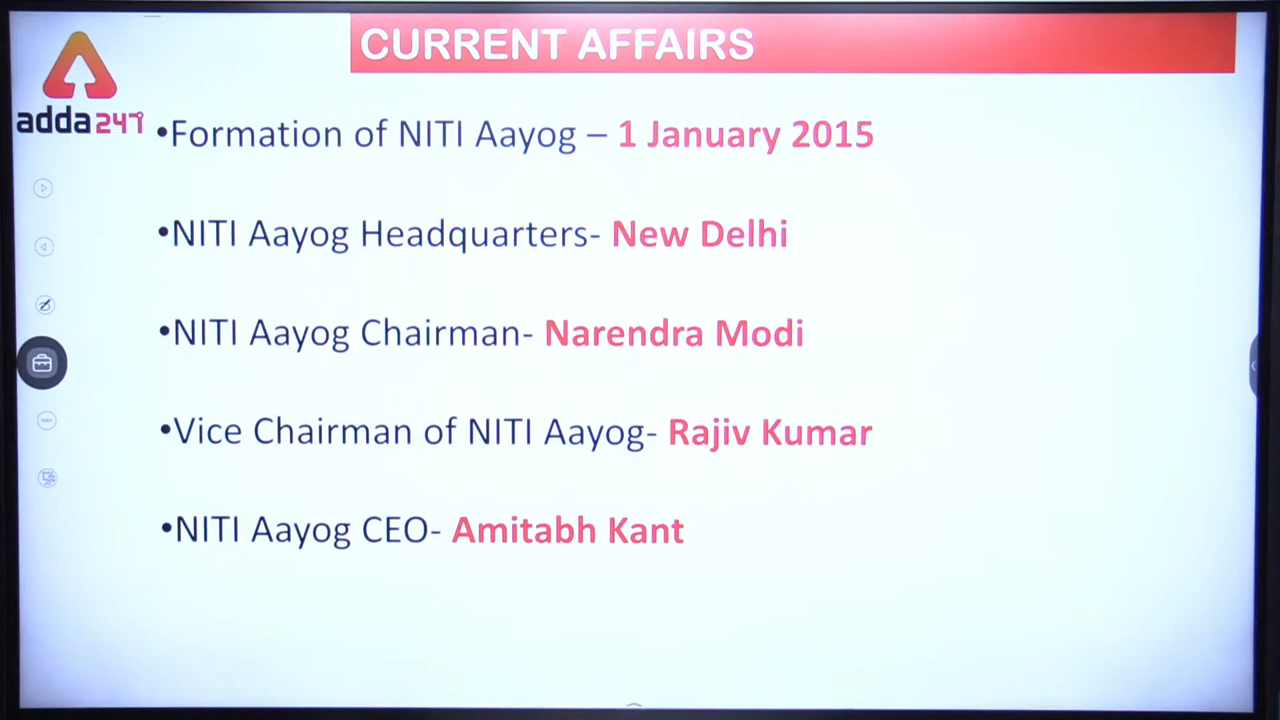 CURRENT AFFAIRS
adda247
•Formation of NITI Aayog – 1 January 2015
•NITI Aayog Headquarters- New Delhi
•NITI Aayog Chairman- Narendra Modi
•Vice Chairman of NITI Aayog- Rajiv Kumar
•NITI Aayog CEO- Amitabh Kant